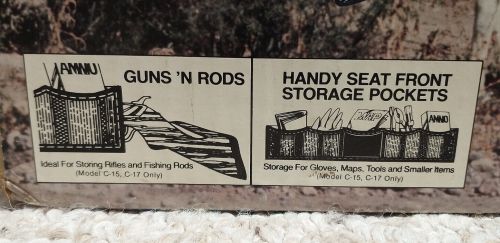 AMMO
GUNS 'N RODS
Ideal For Storing Rifles and Fishing Rods
(Model C-15, C-17 Only)
HANDY SEAT FRONT
STORAGE POCKETS
AMMO
Storage For Gloves, Maps, Tools and Smaller Items
(Model C-15, C-17 Only)